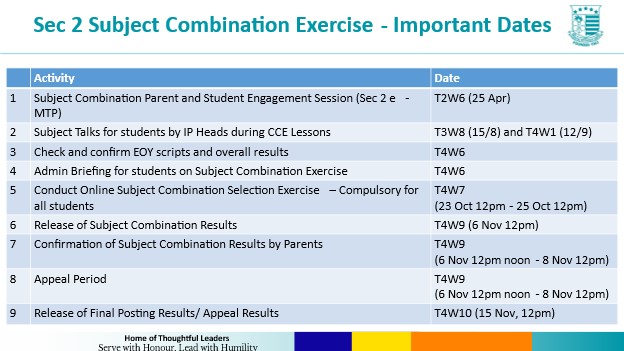 Sec 2 Subject Combination Exercise - Important Dates
Activity Date
1 Subject Combination Parent and Student Engagement Session (Sec 2 e - T2W6 (25 Apr)
MTP)
2 Subject Talks for students by IP Heads during CCE Lessons T3W8 (15/8) and T4W1 (12/9)
3 Check and confirm EOY scripts and overall results T4W6
4 Admin Briefing for students on Subject Combination Exercise T4W6
5 Conduct Online Subject Combination Selection Exercise – Compulsory for T4W7
all students (23 Oct 12pm - 25 Oct 12pm)
6 Release of Subject Combination Results T4W9 (6 Nov 12pm)
7 Confirmation of Subject Combination Results by Parents T4W9
(6 Nov 12pm noon - 8 Nov 12pm)
8 Appeal Period T4W9
(6 Nov 12pm noon - 8 Nov 12pm)
9 Release of Final Posting Results/ Appeal Results T4W10 (15 Nov, 12pm)
Home of Thoughtful Leaders
Serve with Honour, Lead with Humility